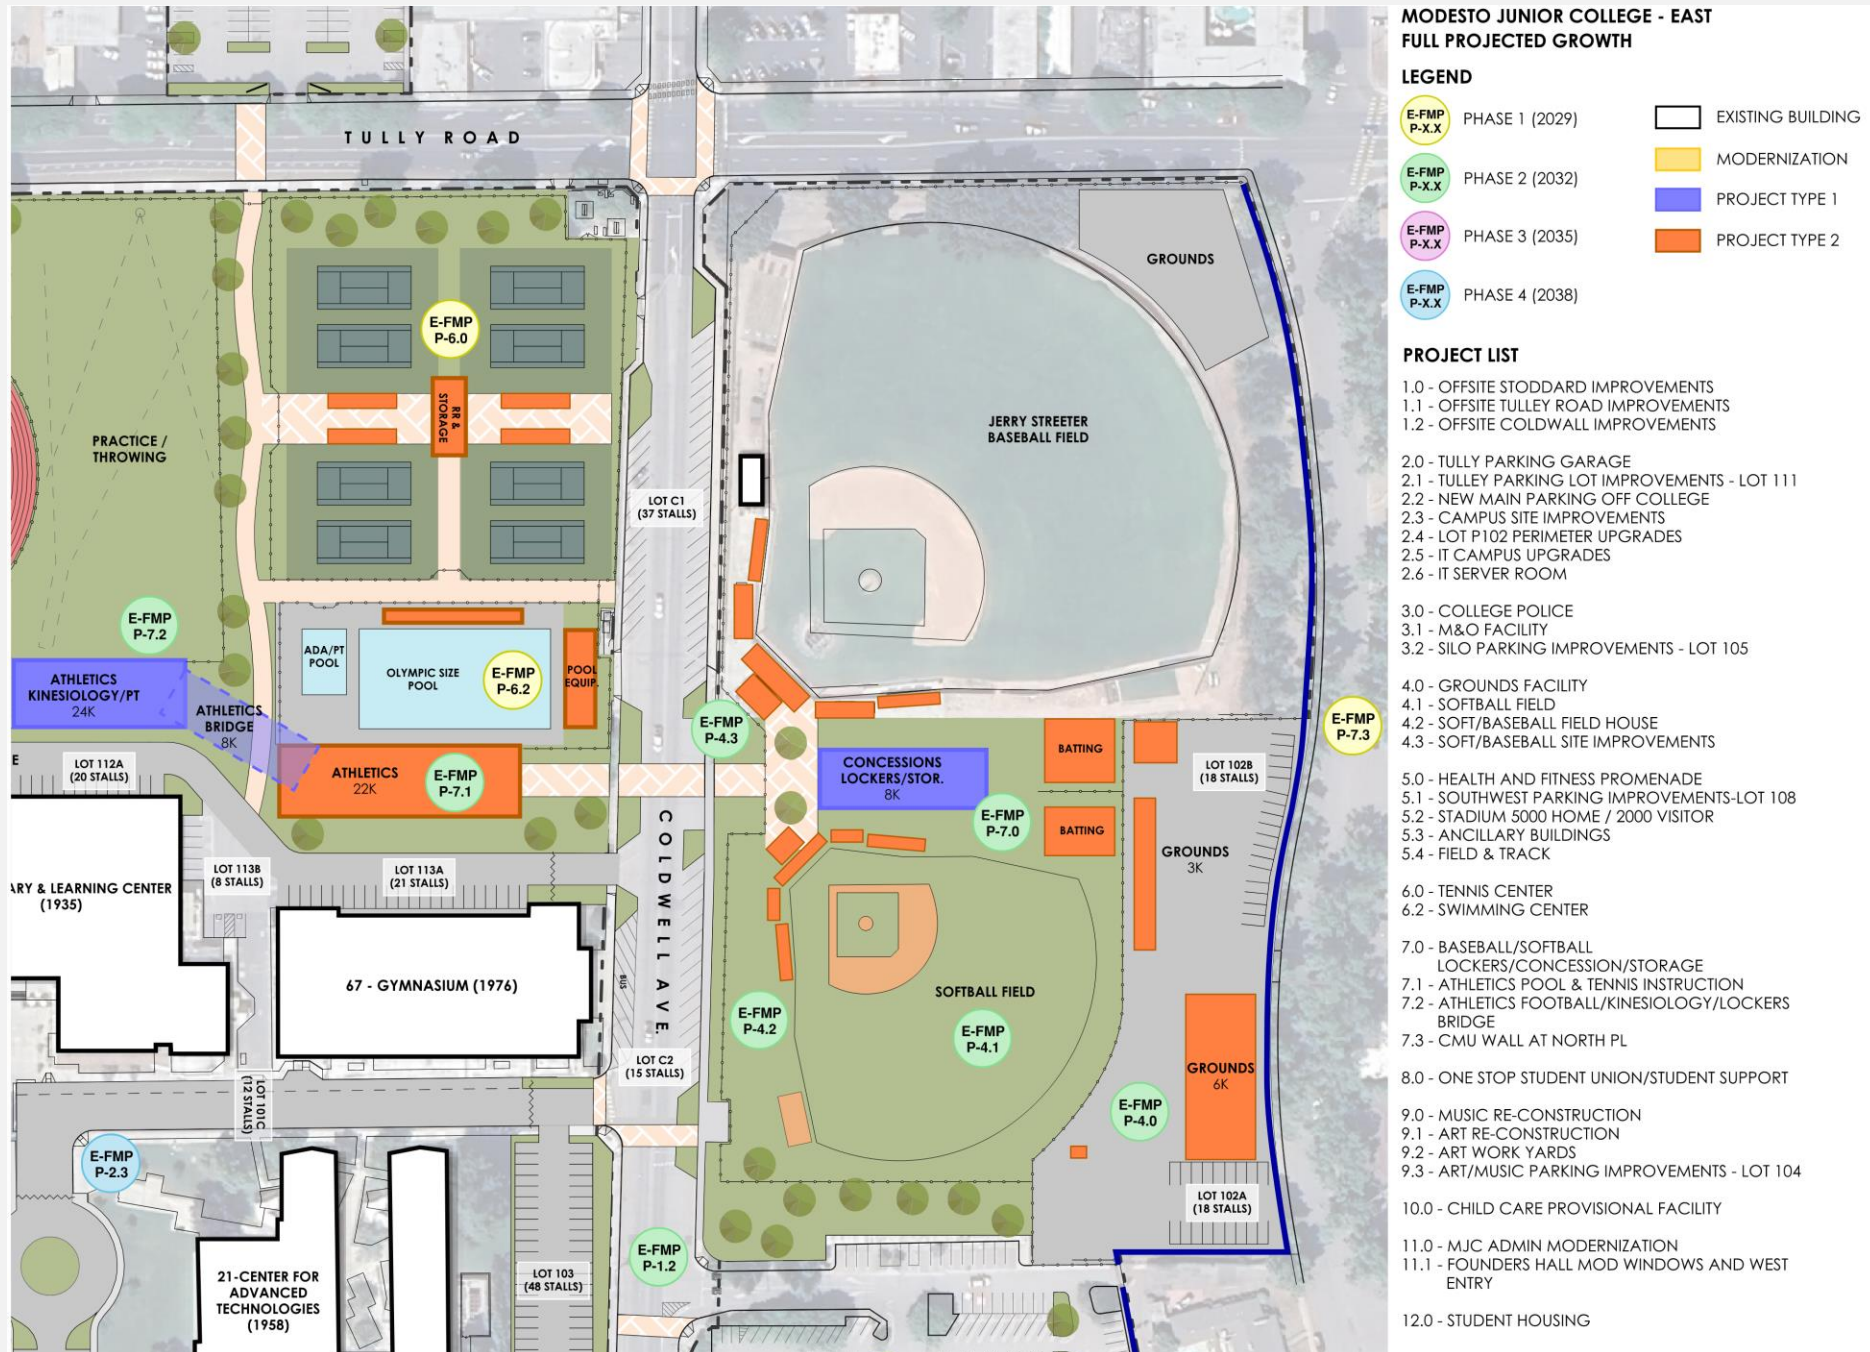 MODESTO JUNIOR COLLEGE - EAST
FULL PROJECTED GROWTH
LEGEND
E-FMP
P-X.X
PHASE 1 (2029)
E-FMP
P-X.X
PHASE 2 (2032)
E-FMP
P-X.X
PHASE 3 (2035)
E-FMP
P-X.X
PHASE 4 (2038)
EXISTING BUILDING
MODERNIZATION
PROJECT TYPE 1
PROJECT TYPE 2
PROJECT LIST
1.0 - OFFSITE STODDARD IMPROVEMENTS
1.1 - OFFSITE TULLEY ROAD IMPROVEMENTS
1.2 - OFFSITE COLDWALL IMPROVEMENTS
2.0 - TULLY PARKING GARAGE
2.1 - TULLEY PARKING LOT IMPROVEMENTS - LOT 111
2.2 - NEW MAIN PARKING OFF COLLEGE
2.3 - CAMPUS SITE IMPROVEMENTS
2.4 - LOT P102 PERIMETER UPGRADES
2.5 - IT CAMPUS UPGRADES
2.6 - IT SERVER ROOM
3.0 - COLLEGE POLICE
3.1 - M&O FACILITY
3.2 - SILO PARKING IMPROVEMENTS - LOT 105
4.0 - GROUNDS FACILITY
4.1 - SOFTBALL FIELD
4.2 - SOFT/BASEBALL FIELD HOUSE
4.3 - SOFT/BASEBALL SITE IMPROVEMENTS
5.0 - HEALTH AND FITNESS PROMENADE
5.1 - SOUTHWEST PARKING IMPROVEMENTS-LOT 108
5.2 - STADIUM 5000 HOME / 2000 VISITOR
5.3 - ANCILLARY BUILDINGS
5.4 - FIELD & TRACK
6.0 - TENNIS CENTER
6.2 - SWIMMING CENTER
7.0 - BASEBALL/SOFTBALL
LOCKERS/CONCESSION/STORAGE
7.1 - ATHLETICS POOL & TENNIS INSTRUCTION
7.2 - ATHLETICS FOOTBALL/KINESIOLOGY/LOCKERS
BRIDGE
7.3 - CMU WALL AT NORTH PL
8.0 - ONE STOP STUDENT UNION/STUDENT SUPPORT
9.0 - MUSIC RE-CONSTRUCTION
9.1 - ART RE-CONSTRUCTION
9.2 - ART WORK YARDS
9.3 - ART/MUSIC PARKING IMPROVEMENTS - LOT 104
10.0 - CHILD CARE PROVISIONAL FACILITY
11.0 - MJC ADMIN MODERNIZATION
11.1 - FOUNDERS HALL MOD WINDOWS AND WEST
ENTRY
12.0 - STUDENT HOUSING
TULLY ROAD
GROUNDS
E-FMP
P-6.0
RR &
STORAGE
PRACTICE /
THROWING
JERRY STREETER
BASEBALL FIELD
LOT C1
(37 STALLS)
E-FMP
P-7.2
ADA/PT
POOL
OLYMPIC SIZE
POOL
E-FMP
P-6.2
POOL
EQUIP.
ATHLETICS
KINESIOLOGY/PT
24K
ATHLETICS
BRIDGE
8K
E-FMP
P-4.3
E-FMP
P-7.3
BATTING
E
LOT 112A
(20 STALLS)
ATHLETICS
22K
E-FMP
P-7.1
CONCESSIONS
LOCKERS/STOR.
8K
LOT 102B
(18 STALLS)
E-FMP
P-7.0
BATTING
GROUNDS
3K
COLDWELL AVE.
LOT 113B
(8 STALLS)
LOT 113A
(21 STALLS)
ARY & LEARNING CENTER
(1935)
67 - GYMNASIUM (1976)
BUS
SOFTBALL FIELD
E-FMP
P-4.2
E-FMP
P-4.1
LOT C2
(15 STALLS)
GROUNDS
6K
LOT 101C
(12 STALLS)
E-FMP
P-4.0
E-FMP
P-2.3
LOT 102A
(18 STALLS)
E-FMP
P-1.2
21-CENTER FOR
ADVANCED
TECHNOLOGIES
(1958)
LOT 103
(48 STALLS)